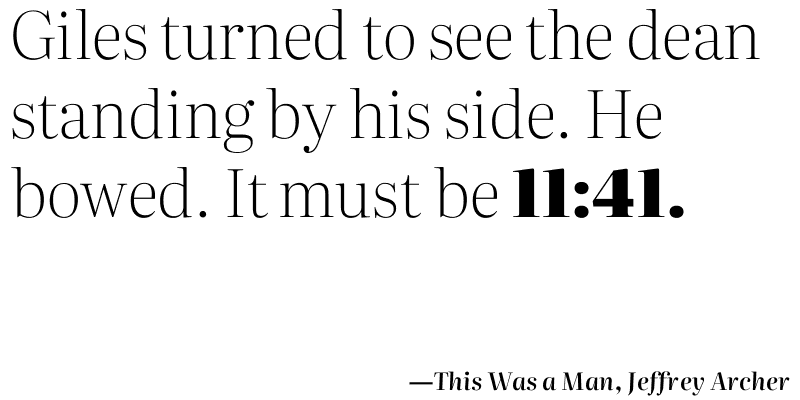 Giles turned to see the dean
standing by his side. He
bowed. It must be 11:41.
—This Was a Man, Jeffrey Archer